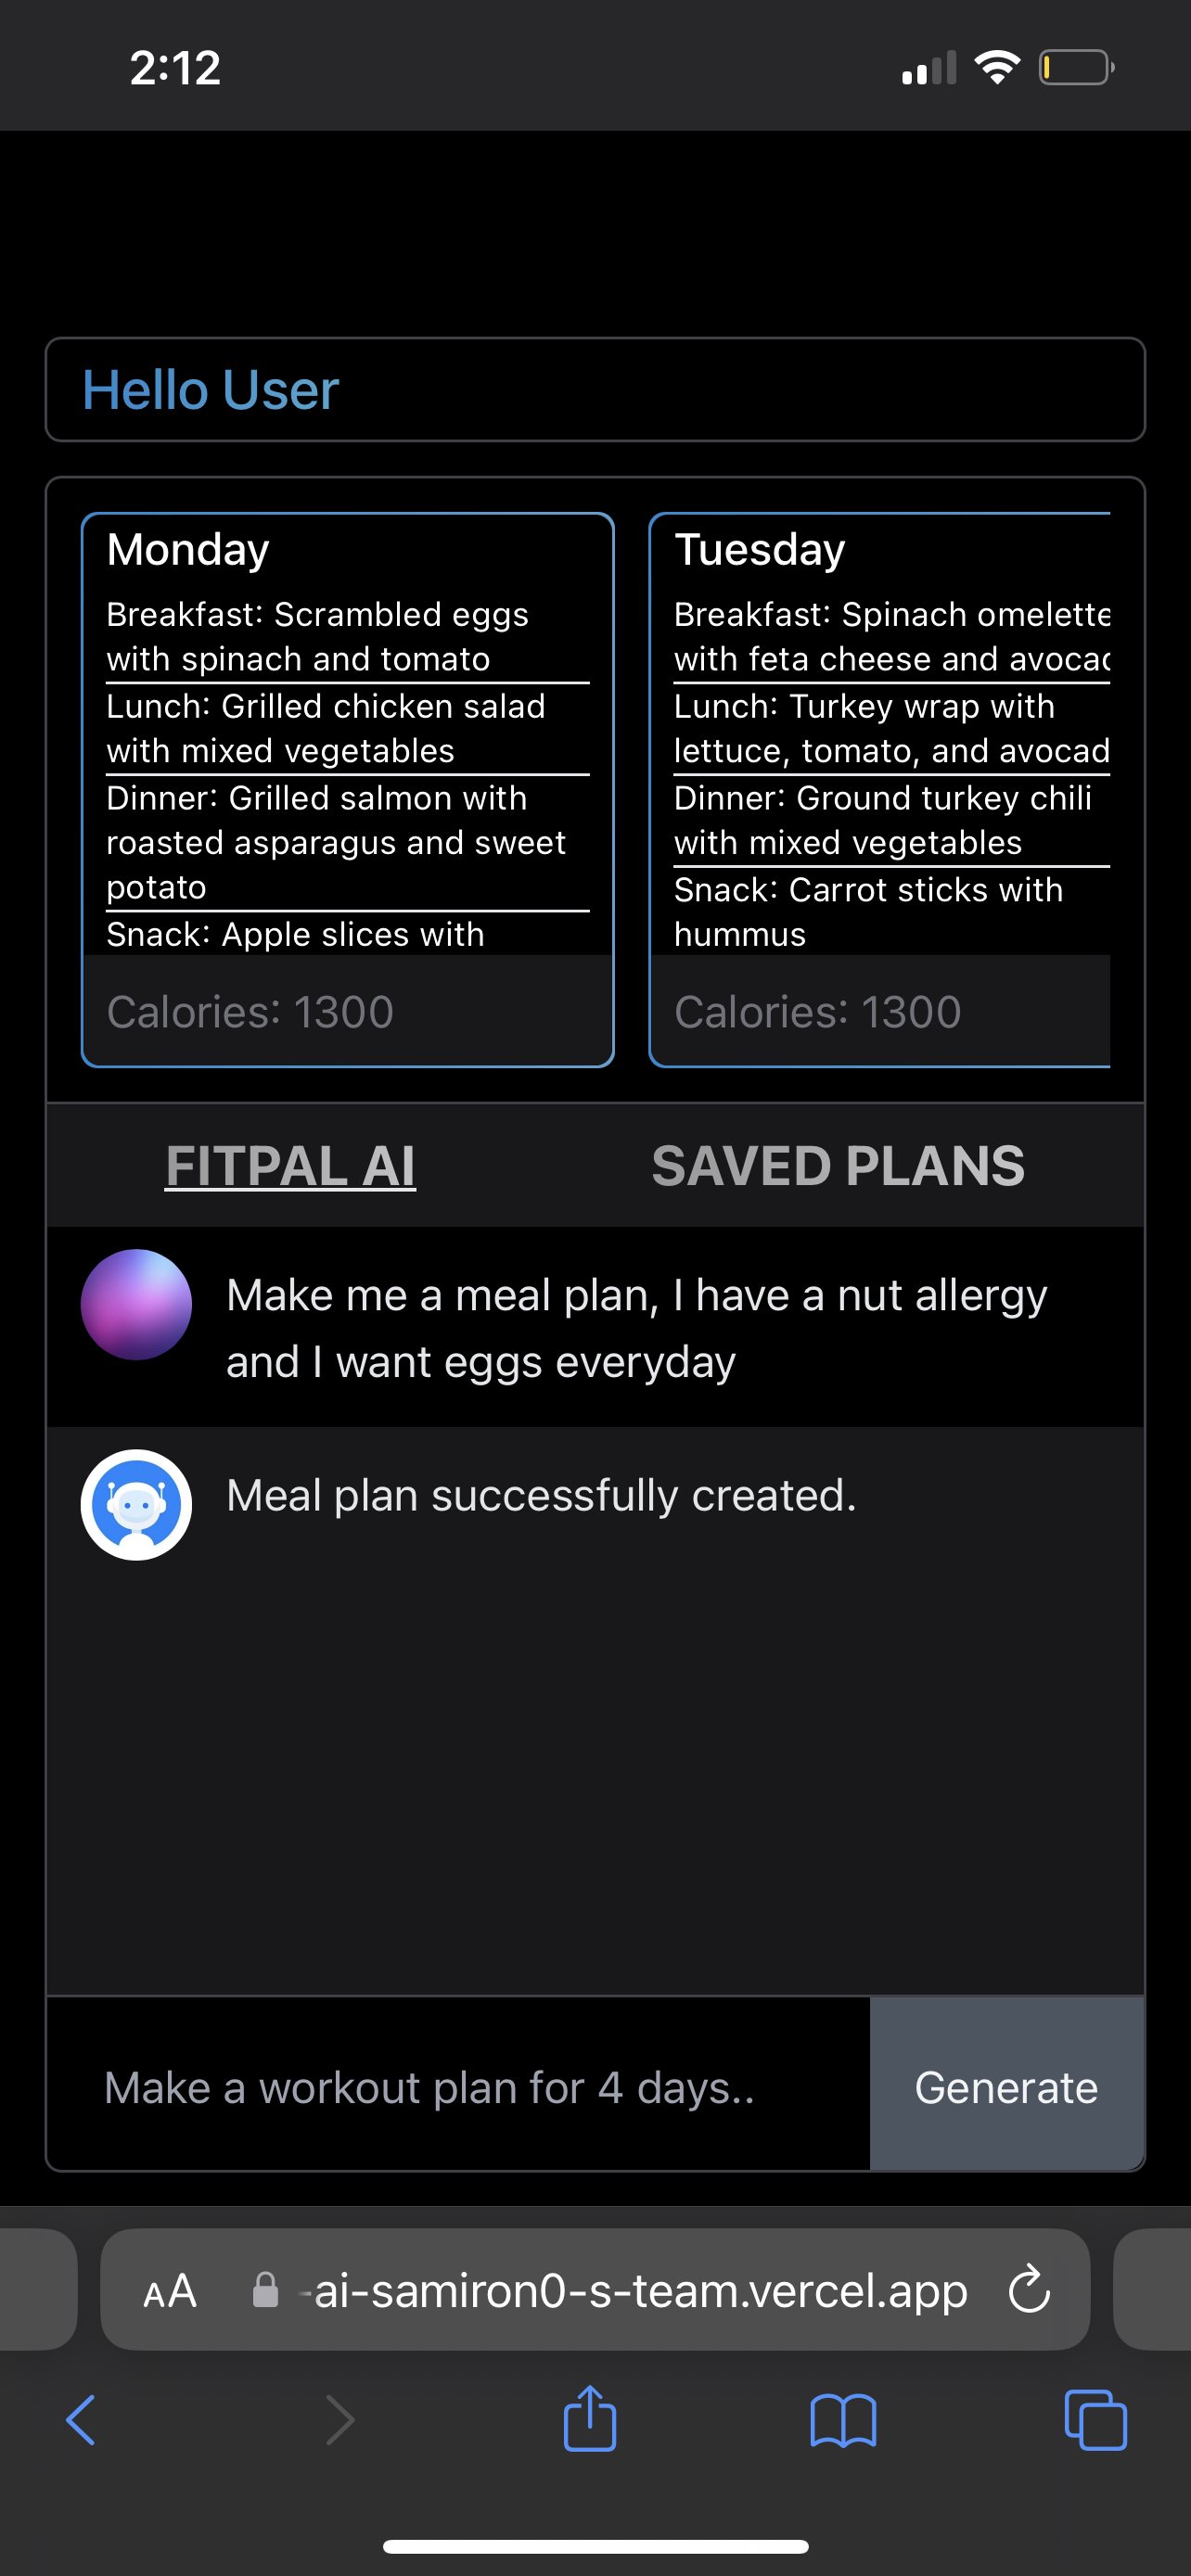 2:12
Hello User
Monday
Breakfast: Scrambled eggs
with spinach and tomato
Lunch: Grilled chicken salad
with mixed vegetables
Dinner: Grilled salmon with
roasted asparagus and sweet
potato
Snack: Apple slices with
Calories: 1300
Tuesday
Breakfast: Spinach omelette
with feta cheese and avocad
Lunch: Turkey wrap with
lettuce, tomato, and avocad
Dinner: Ground turkey chili
with mixed vegetables
Snack: Carrot sticks with
hummus
Calories: 1300
FITPAL AI
SAVED PLANS
Make me a meal plan, I have a nut allergy
and I want eggs everyday
Meal plan successfully created.
Make a workout plan for 4 days..
Generate
AA -ai-samiron0-s-team.vercel.app